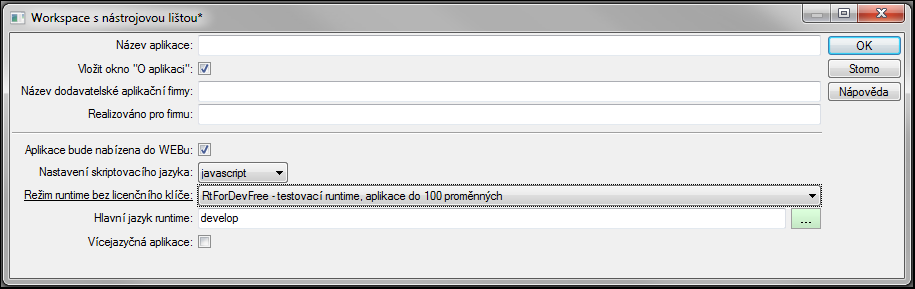 Workspace s nástrojovou lištou*
Název aplikace:
OK
Vložit okno "O aplikaci":
Storno
Název dodavatelské aplikační firmy:
Nápověda
Realizováno pro firmu:
Aplikace bude nabízena do WEBu:
Nastavení skriptovacího jazyka: javascript
Režim runtime bez licenčního klíče: RtForDevFree - testovací runtime, aplikace do 100 proměnných
Hlavní jazyk runtime: develop ...
Vícejazyčná aplikace: